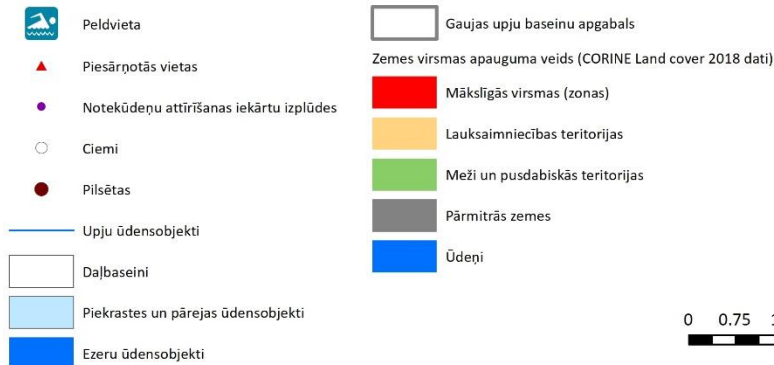 Peldvieta
Piesārņotās vietas
Notekūdeņu attīrīšanas iekārtu izplūdes
Ciemi
Pilsētas
Upju ūdensobjekti
Daļbaseini
Piekrastes un pārejas ūdensobjekti
Ezeru ūdensobjekti
Gaujas upju baseinu apgabals
Zemes virsmas apauguma veids (CORINE Land cover 2018 dati)
Mākslīgās virsmas (zonas)
Lauksaimniecības teritorijas
Meži un pusdabiskās teritorijas
Pārmitrās zemes
Ūdeņi
0 0.75